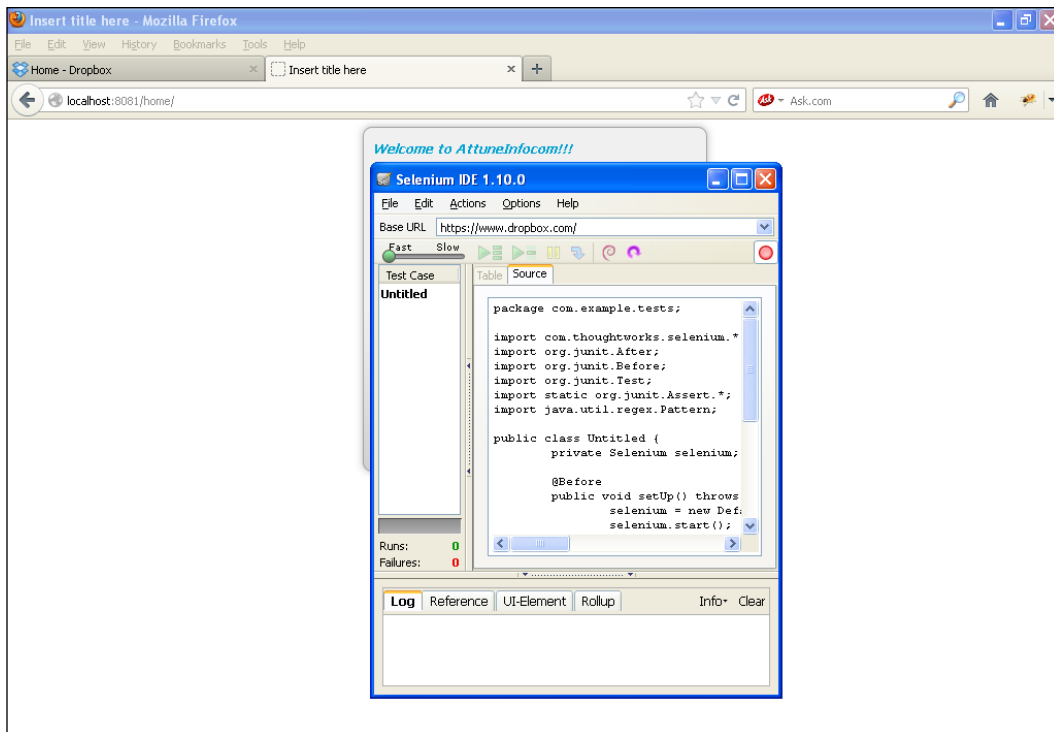 Insert title here - Mozilla Firefox
File Edit View History Bookmarks Tools Help
Home - Dropbox Insert title here
localhost:8081/home/ Ask Ask.com
Welcome to AttuneInfocom!!!
Selenium IDE 1.10.0
File Edit Actions Options Help
Base URL https://www.dropbox.com/
Fast Slow
Test Case Table Source
Untitled
package com.example.tests;
import com.thoughtworks.selenium.*
import org.junit.After;
import org.junit.Before;
import org.junit.Test;
import static org.junit.Assert.*;
import java.util.regex.Pattern;
public class Untitled {
private Selenium selenium;
@Before
public void setUp() throws
selenium = new Def
selenium.start();
Runs: 0
Failures: 0
Log Reference UI-Element Rollup Info Clear